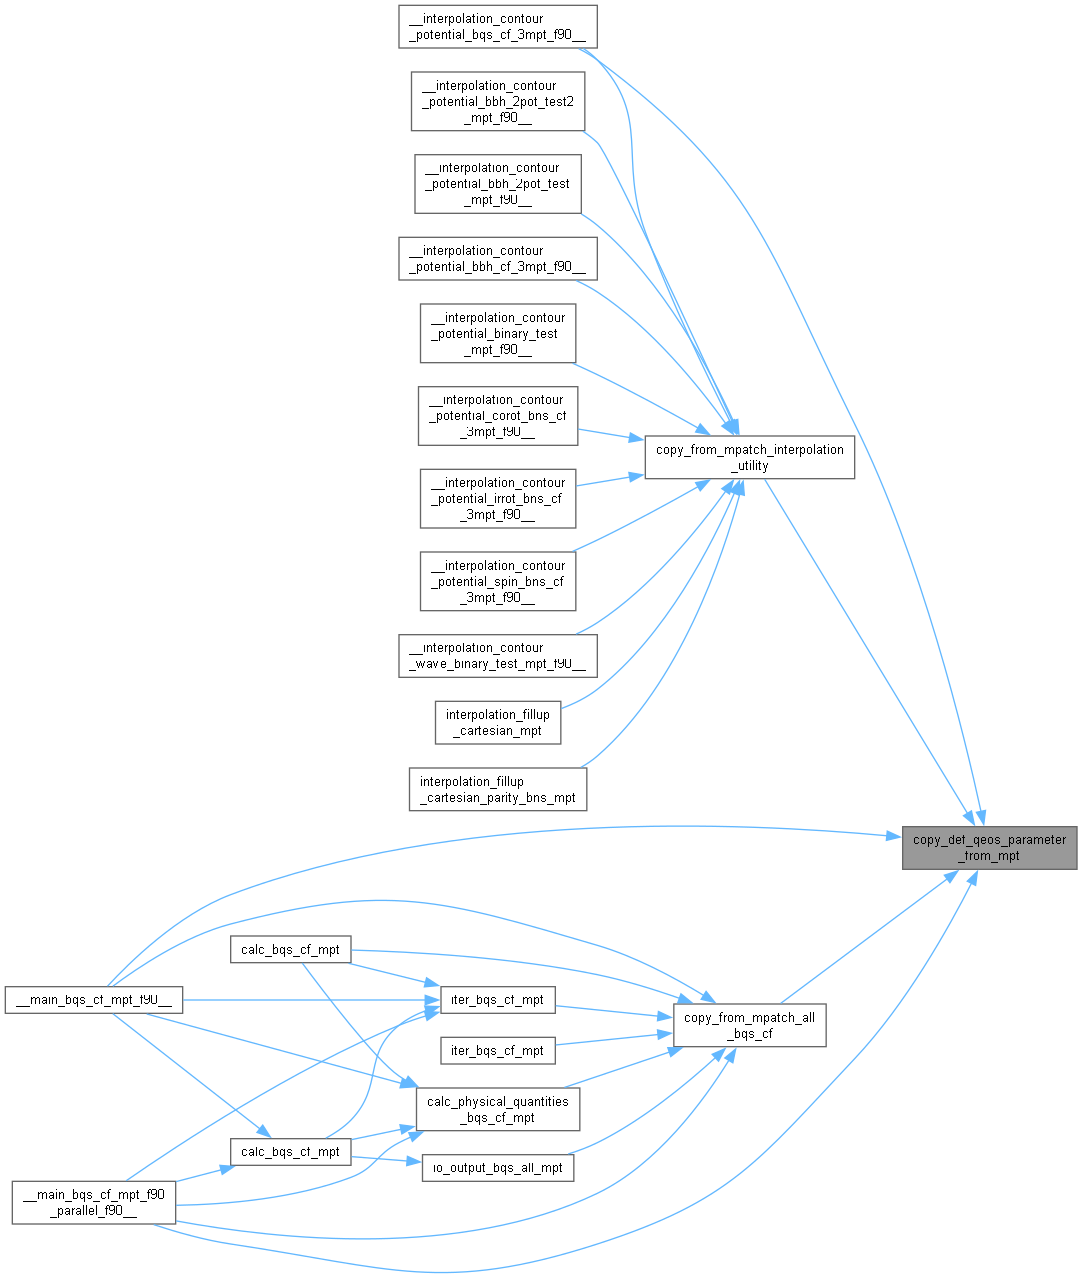 __interpolation_contour
_potential_bqs_cf_3mpt_f90__
__interpolation_contour
_potential_bbh_2pot_test2
_mpt_f90__
__interpolation_contour
_potential_bbh_2pot_test
_mpt_f90__
__interpolation_contour
_potential_bbh_cf_3mpt_f90__
__interpolation_contour
_potential_binary_test
_mpt_f90__
__interpolation_contour
_potential_corot_bns_cf
_3mpt_f90__
copy_from_mpatch_interpolation
_utility
__interpolation_contour
_potential_irrot_bns_cf
_3mpt_f90__
__interpolation_contour
_potential_spin_bns_cf
_3mpt_f90__
__interpolation_contour
_wave_binary_test_mpt_f90__
interpolation_fillup
_cartesian_mpt
interpolation_fillup
_cartesian_parity_bns_mpt
copy_def_qeos_parameter
_from_mpt
calc_bqs_cf_mpt
__main_bqs_cf_mpt_f90__
iter_bqs_cf_mpt
copy_from_mpatch_all
_bqs_cf
iter_bqs_cf_mpt
calc_physical_quantities
_bqs_cf_mpt
calc_bqs_cf_mpt
io_output_bqs_all_mpt
__main_bqs_cf_mpt_f90
_parallel_f90__